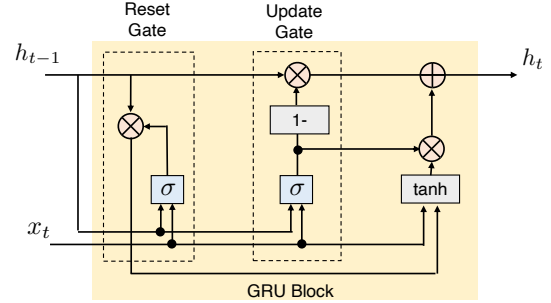 Reset
Gate
Update
Gate
h_{t-1}
h_t
1-
σ
σ
tanh
x_t
GRU Block